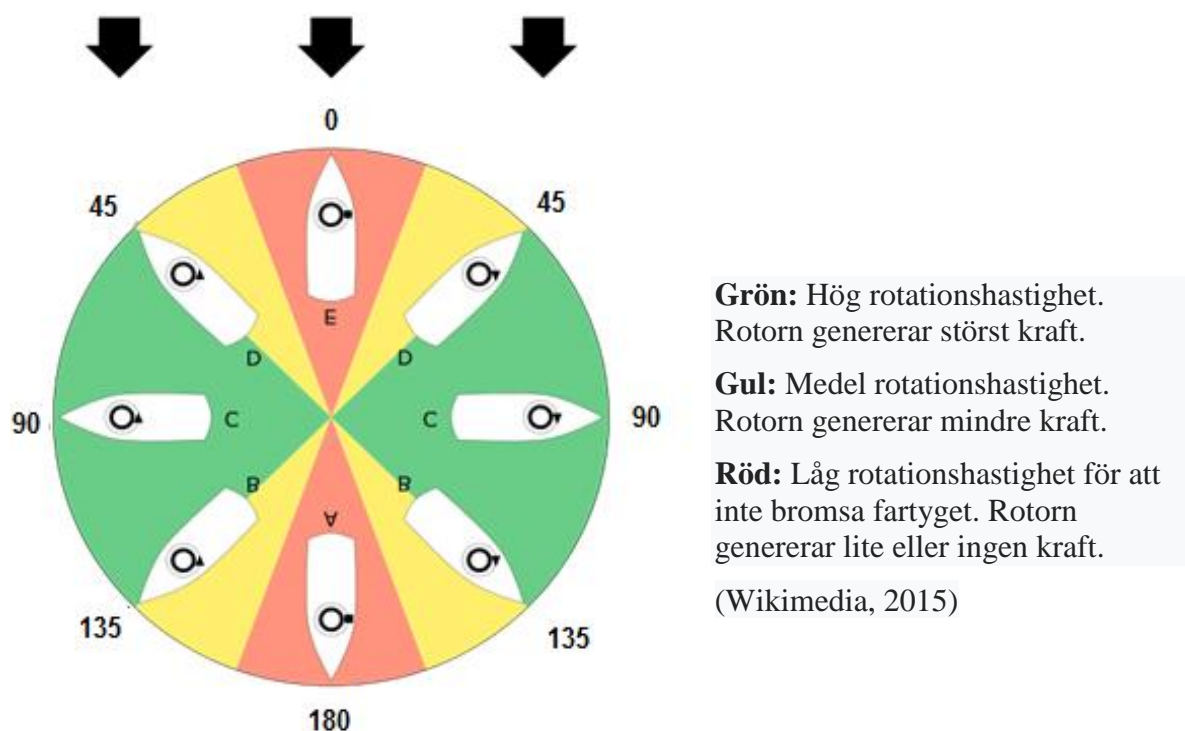 0
45
45
E
D
D
90
C
C
90
B
B
A
135
135
180
Grön: Hög rotationshastighet.
Rotorn genererar störst kraft.
Gul: Medel rotationshastighet.
Rotorn genererar mindre kraft.
Röd: Låg rotationshastighet för att
inte bromsa fartyget. Rotorn
genererar lite eller ingen kraft.
(Wikimedia, 2015)